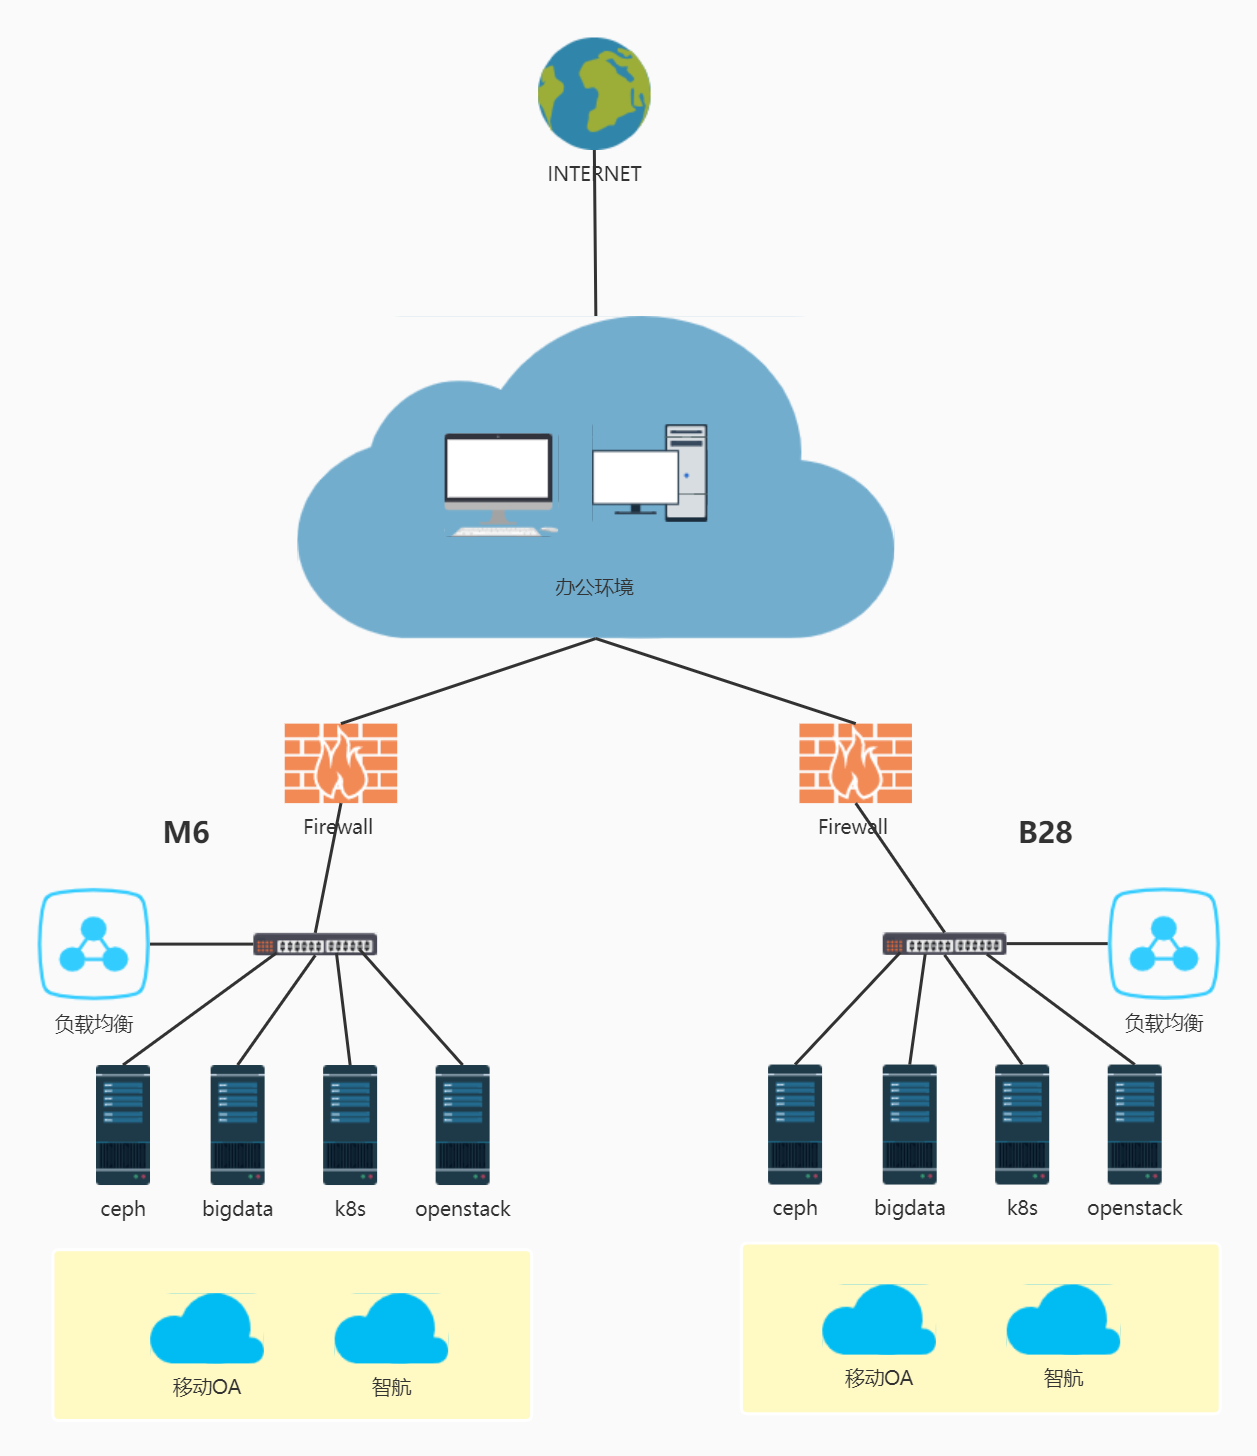 INTERNET
办公环境
Firewall
Firewall
M6
B28
负载均衡
负载均衡
ceph
bigdata
k8s
openstack
ceph
bigdata
k8s
openstack
移动OA
智航
移动OA
智航